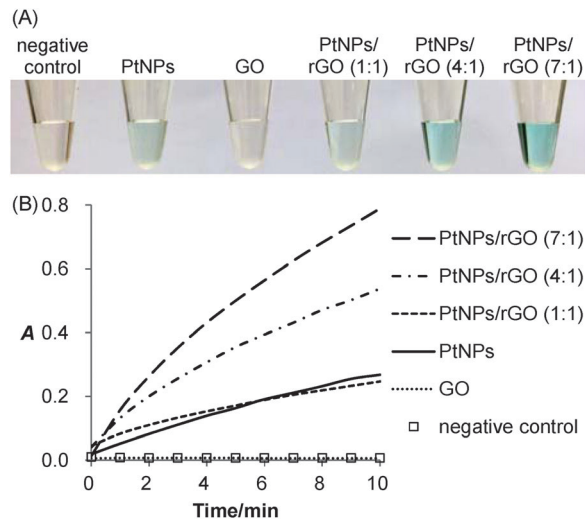 (A)
negative control
PtNPs
GO
PtNPs/ rGO (1:1)
PtNPs/ rGO (4:1)
PtNPs/ rGO (7:1)
(B)
0.8
0.6
0.4
0.2
0.0
A
0
2
4
6
8
10
Time/min
PtNPs/rGO (7:1)
PtNPs/rGO (4:1)
PtNPs/rGO (1:1)
PtNPs
GO
negative control